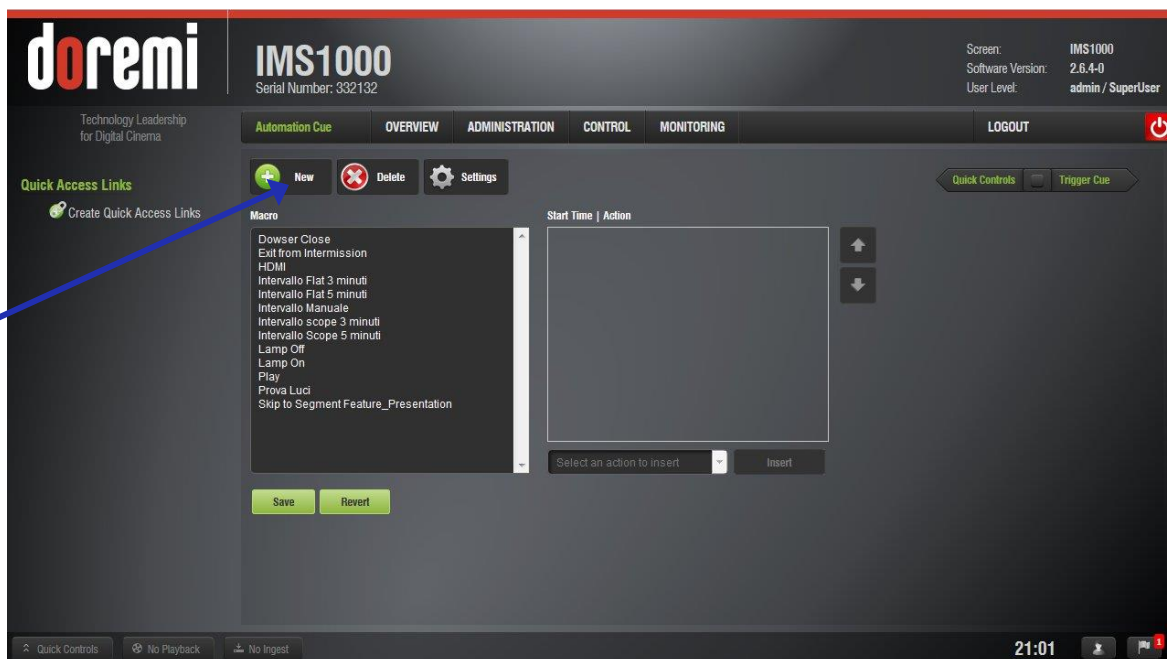 doremi
Technology Leadership
for Digital Cinema
IMS1000
Serial Number: 332132
Screen: IMS1000
Software Version: 2.6.4-0
User Level: admin / SuperUser
Automation Cue OVERVIEW ADMINISTRATION CONTROL MONITORING LOGOUT
Quick Access Links
Create Quick Access Links
New Delete Settings
Quick Controls Trigger Cue
Macro
Dowser Close
Exit from Intermission
HDMI
Intervallo Flat 3 minuti
Intervallo Flat 5 minuti
Intervallo Manuale
Intervallo scope 3 minuti
Intervallo Scope 5 minuti
Lamp Off
Lamp On
Play
Prova Luci
Skip to Segment Feature_Presentation
Start Time | Action
Select an action to insert Insert
Save Revert
Quick Controls No Playback No Ingest 21:01 1